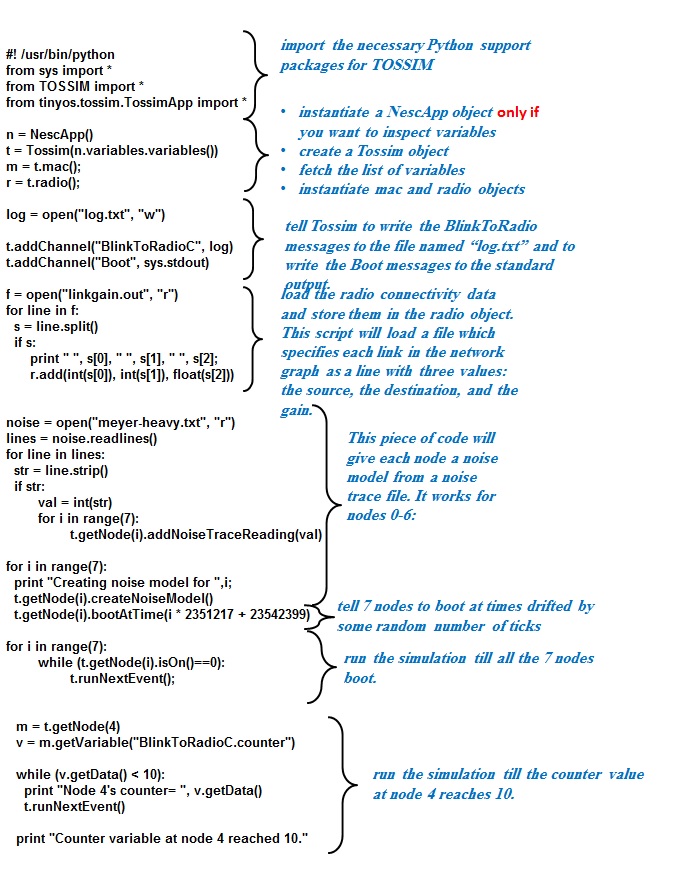 #! /usr/bin/python
from sys import *
from TOSSIM import *
from tinyos.tossim.TossimApp import *
import the necessary Python support
packages for TOSSIM
n = NescApp()
t = Tossim(n.variables.variables())
m = t.mac();
r = t.radio();
• instantiate a NescApp object only if
you want to inspect variables
• create a Tossim object
• fetch the list of variables
• instantiate mac and radio objects
log = open("log.txt", "w")
t.addChannel("BlinkToRadioC", log)
t.addChannel("Boot", sys.stdout)
tell Tossim to write the BlinkToRadio
messages to the file named “log.txt” and to
write the Boot messages to the standard
output.
f = open("linkgain.out", "r")
for line in f:
s = line.split()
if s:
print " ", s[0], " ", s[1], " ", s[2];
r.add(int(s[0]), int(s[1]), float(s[2]))
load the radio connectivity data
and store them in the radio object.
This script will load a file which
specifies each link in the network
graph as a line with three values:
the source, the destination, and the
gain.
noise = open("meyer-heavy.txt", "r")
lines = noise.readlines()
for line in lines:
str = line.strip()
if str:
val = int(str)
for i in range(7):
t.getNode(i).addNoiseTraceReading(val)
for i in range(7):
print "Creating noise model for ",i;
t.getNode(i).createNoiseModel()
t.getNode(i).bootAtTime(i * 2351217 + 23542399)
This piece of code will
give each node a noise
model from a noise
trace file. It works for
nodes 0-6:
tell 7 nodes to boot at times drifted by
some random number of ticks
for i in range(7):
while (t.getNode(i).isOn()==0):
t.runNextEvent();
run the simulation till all the 7 nodes
boot.
m = t.getNode(4)
v = m.getVariable("BlinkToRadioC.counter")
while (v.getData() < 10):
print "Node 4's counter= ", v.getData()
t.runNextEvent()
print "Counter variable at node 4 reached 10."
run the simulation till the counter value
at node 4 reaches 10.